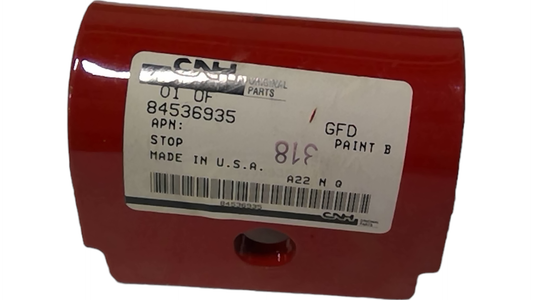 CNH
ORIGINAL
PARTS
01 OF
84536935
APN:
GFD
STOP
318
PAINT B
MADE IN U.S.A.
A22 N Q
84536935
CNH